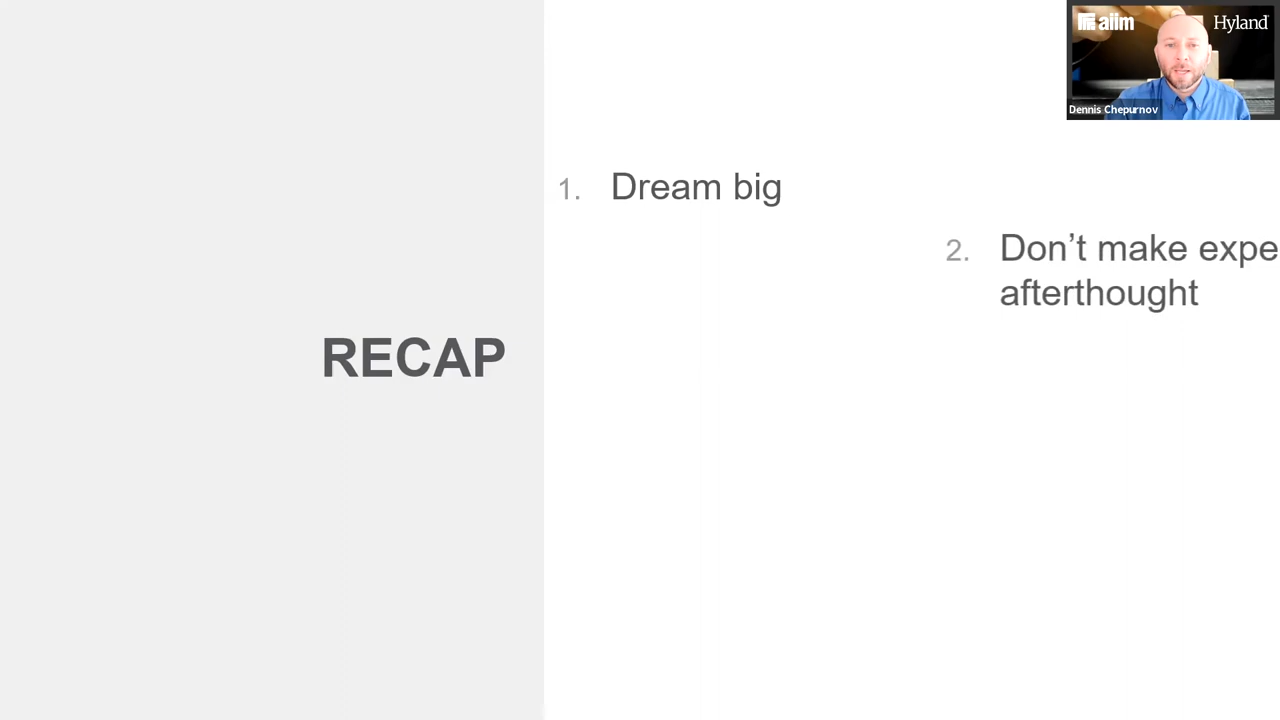 aiim
Hyland
Dennis Chepurnov
1. Dream big
2. Don’t make expe
afterthought
RECAP